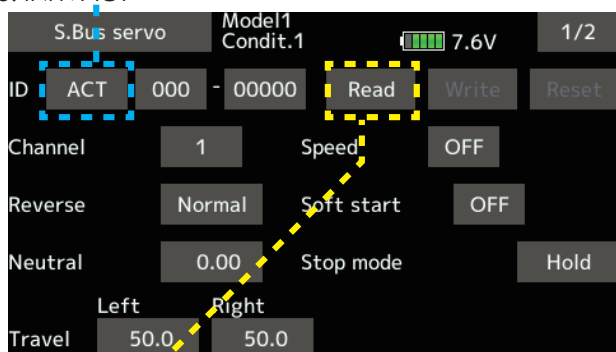 S.Bus servo Model1 Condit.1 7.6V 1/2
ID ACT 000 - 00000 Read Write Reset
Channel 1 Speed OFF
Reverse Normal Soft start OFF
Neutral 0.00 Stop mode Hold
Left Right
Travel 50.0 50.0